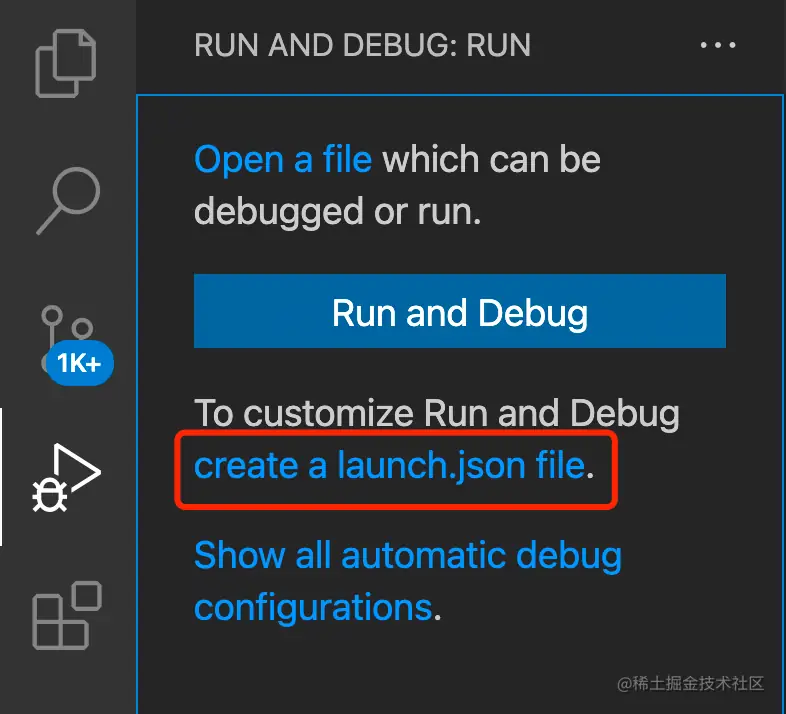 RUN AND DEBUG: RUN
Open a file which can be
debugged or run.
Run and Debug
1K+
To customize Run and Debug
create a launch.json file.
Show all automatic debug
configurations.
@稀土掘金技术社区